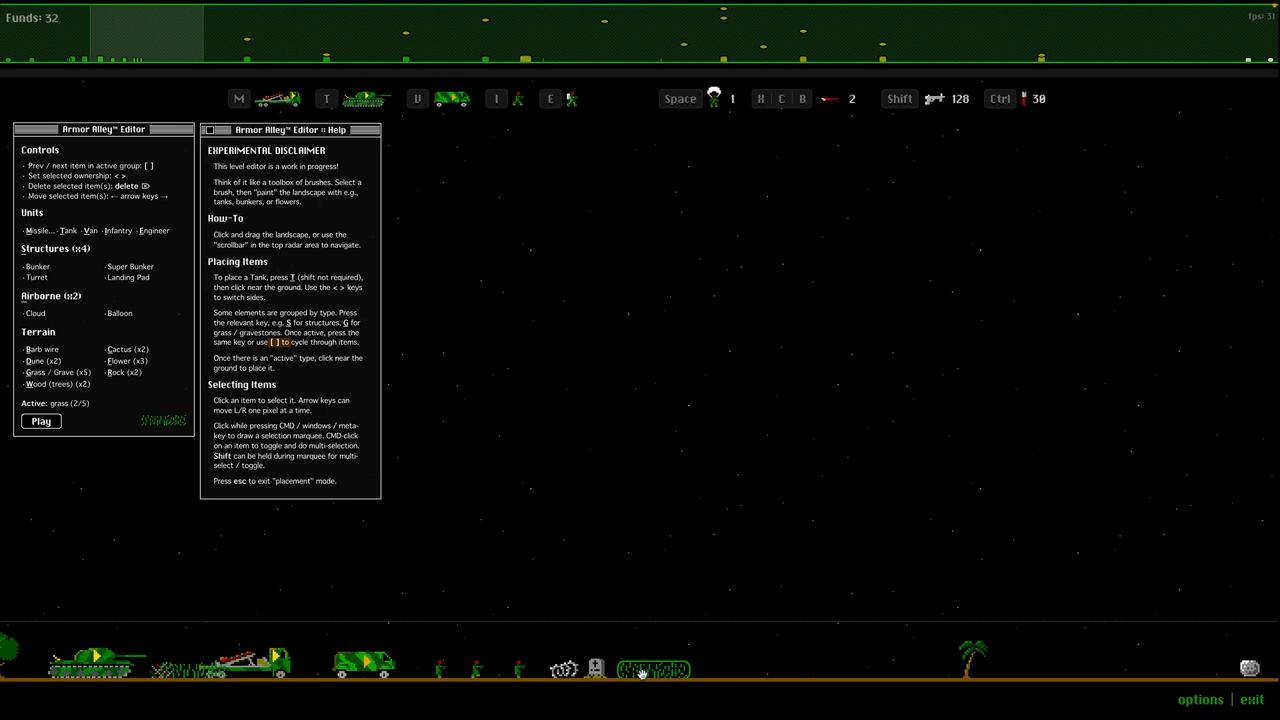 Funds: 32
fps: 31
M T V I E Space 1 X C B 2 Shift 128 Ctrl 30
Armor Alley™ Editor
Controls
· Prev / next item in active group: [ ]
· Set selected ownership: < >
· Delete selected item(s): delete ⌦
· Move selected item(s): ← arrow keys →
Units
· Missile... · Tank · Van · Infantry · Engineer
Structures (x4)
· Bunker · Super Bunker
· Turret · Landing Pad
Airborne (x2)
· Cloud · Balloon
Terrain
· Barb wire · Cactus (x2)
· Dune (x2) · Flower (x3)
· Grass / Grave (x5) · Rock (x2)
· Wood (trees) (x2)
Active: grass (2/5)
Play
Armor Alley™ Editor :: Help
EXPERIMENTAL DISCLAIMER
This level editor is a work in progress!
Think of it like a toolbox of brushes. Select a
brush, then "paint" the landscape with e.g.,
tanks, bunkers, or flowers.
How-To
Click and drag the landscape, or use the
"scrollbar" in the top radar area to navigate.
Placing Items
To place a Tank, press T (shift not required),
then click near the ground. Use the < > keys
to switch sides.
Some elements are grouped by type. Press
the relevant key, e.g. S for structures, G for
grass / gravestones. Once active, press the
same key or use [ ] to cycle through items.
Once there is an "active" type, click near the
ground to place it.
Selecting Items
Click an item to select it. Arrow keys can
move L/R one pixel at a time.
Click while pressing CMD / windows / meta-
key to draw a selection marquee. CMD-click
on an item to toggle and do multi-selection.
Shift can be held during marquee for multi-
select / toggle.
Press esc to exit "placement" mode.
options | exit